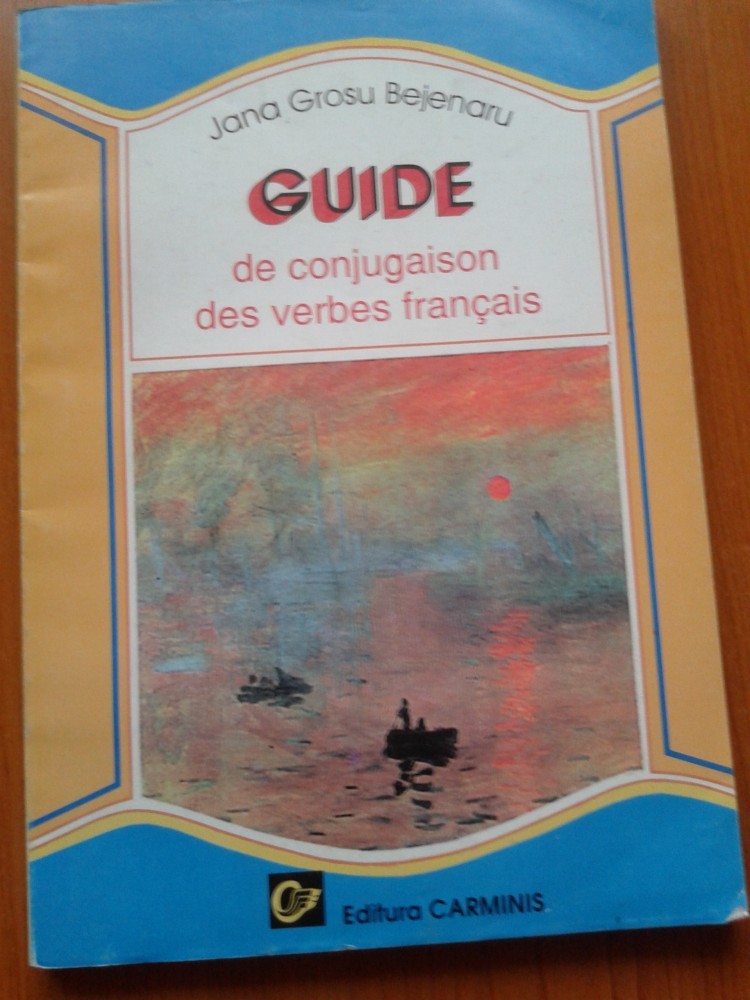 Jana Grosu Bejenaru
GUIDE
de conjugaison
des verbes français
Editura CARMINIS